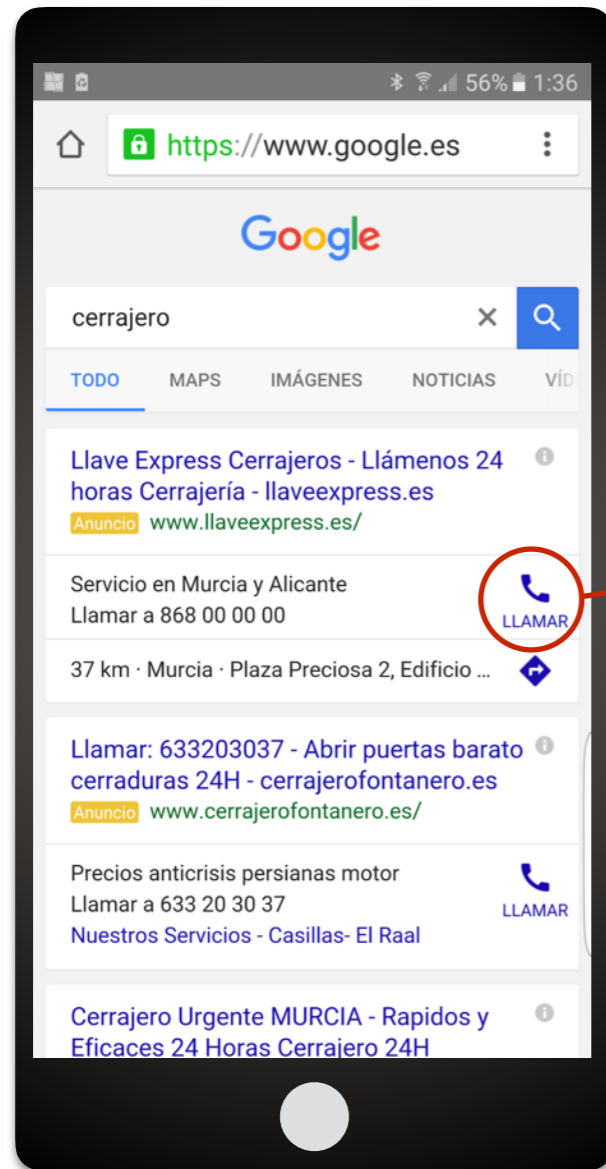 56% 1:36
https://www.google.es
Google
cerrajero
TODO MAPS IMÁGENES NOTICIAS VÍD
Llave Express Cerrajeros - Llámenos 24
horas Cerrajería - llaveexpress.es
Anuncio www.llaveexpress.es/
Servicio en Murcia y Alicante
Llamar a 868 00 00 00
LLAMAR
37 km · Murcia · Plaza Preciosa 2, Edificio ...
Llamar: 633203037 - Abrir puertas barato
cerraduras 24H - cerrajerofontanero.es
Anuncio www.cerrajerofontanero.es/
Precios anticrisis persianas motor
Llamar a 633 20 30 37
LLAMAR
Nuestros Servicios - Casillas- El Raal
Cerrajero Urgente MURCIA - Rapidos y
Eficaces 24 Horas Cerrajero 24H